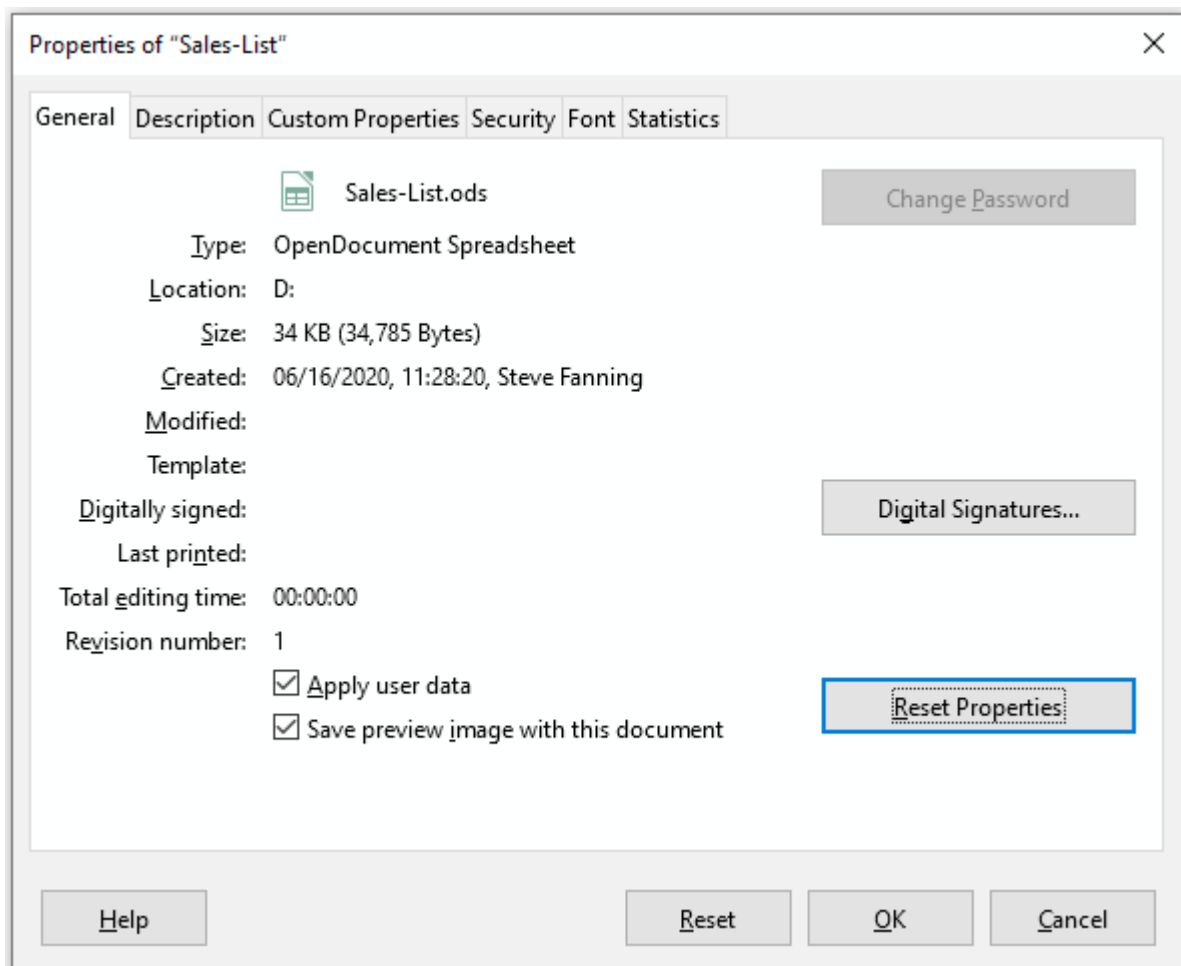 Properties of “Sales-List”
General Description Custom Properties Security Font Statistics
Sales-List.ods
Change Password
Type: OpenDocument Spreadsheet
Location: D:
Size: 34 KB (34,785 Bytes)
Created: 06/16/2020, 11:28:20, Steve Fanning
Modified:
Template:
Digitally signed:
Digital Signatures...
Last printed:
Total editing time: 00:00:00
Revision number: 1
Apply user data
Reset Properties
Save preview image with this document
Help Reset OK Cancel